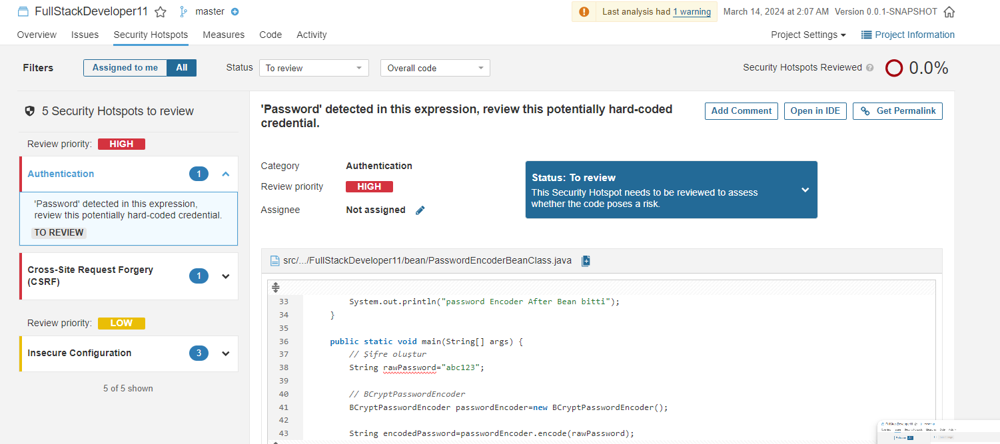 FullStackDeveloper11 master
Last analysis had 1 warning March 14, 2024 at 2:07 AM Version 0.0.1-SNAPSHOT
Overview Issues Security Hotspots Measures Code Activity
Project Settings Project Information
Filters Assigned to me All Status To review Overall code
Security Hotspots Reviewed 0.0%
5 Security Hotspots to review
Review priority: HIGH
Authentication 1
'Password' detected in this expression,
review this potentially hard-coded credential.
TO REVIEW
Cross-Site Request Forgery
(CSRF) 1
Review priority: LOW
Insecure Configuration 3
5 of 5 shown
'Password' detected in this expression, review this potentially hard-coded
credential.
Add Comment Open in IDE Get Permalink
Category Authentication
Review priority HIGH
Assignee Not assigned
Status: To review
This Security Hotspot needs to be reviewed to assess
whether the code poses a risk.
src/.../FullStackDeveloper11/bean/PasswordEncoderBeanClass.java
33 System.out.println("password Encoder After Bean bitti");
34 }
35
36 public static void main(String[] args) {
37 // Şifre oluştur
38 String rawPassword="abc123";
39
40 // BCryptPasswordEncoder
41 BCryptPasswordEncoder passwordEncoder=new BCryptPasswordEncoder();
42
43 String encodedPassword=passwordEncoder.encode(rawPassword);